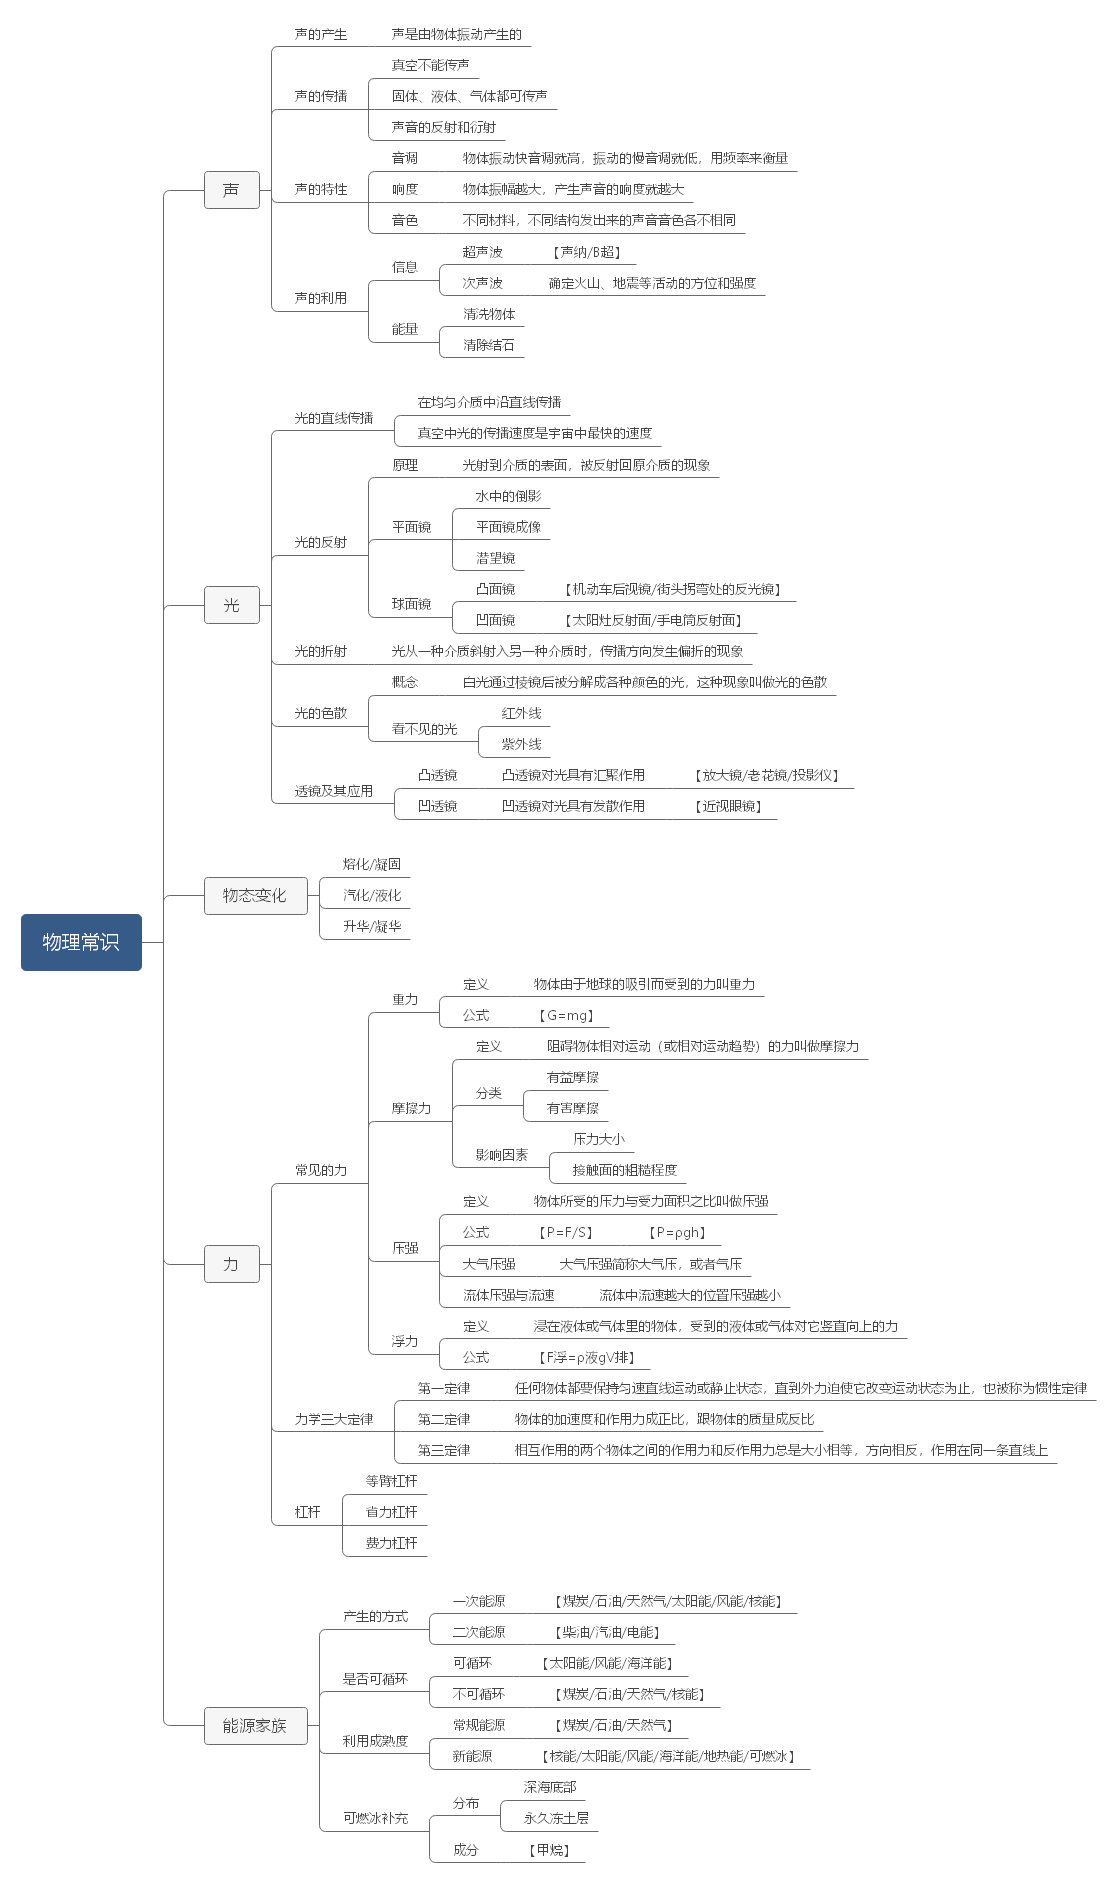 物理常识
声
声的产生
声是由物体振动产生的
声的传播
真空不能传声
固体、液体、气体都可传声
声音的反射和衍射
声的特性
音调
物体振动快音调就高，振动的慢音调就低，用频率来衡量
响度
物体振幅越大，产生声音的响度就越大
音色
不同材料，不同结构发出来的声音音色各不相同
声的利用
信息
超声波
【声纳/B超】
次声波
确定火山、地震等活动的方位和强度
能量
清洗物体
清除结石
光
光的直线传播
在均匀介质中沿直线传播
真空中光的传播速度是宇宙中最快的速度
光的反射
原理
光射到介质的表面，被反射回原介质的现象
平面镜
水中的倒影
平面镜成像
潜望镜
球面镜
凸面镜
【机动车后视镜/街头拐弯处的反光镜】
凹面镜
【太阳灶反射面/手电筒反射面】
光的折射
光从一种介质斜射入另一种介质时，传播方向发生偏折的现象
光的色散
概念
白光通过棱镜后被分解成各种颜色的光，这种现象叫做光的色散
看不见的光
红外线
紫外线
透镜及其应用
凸透镜
凸透镜对光具有汇聚作用
【放大镜/老花镜/投影仪】
凹透镜
凹透镜对光具有发散作用
【近视眼镜】
物态变化
熔化/凝固
汽化/液化
升华/凝华
力
常见的力
重力
定义
物体由于地球的吸引而受到的力叫重力
公式
【G=mg】
摩擦力
定义
阻碍物体相对运动（或相对运动趋势）的力叫做摩擦力
分类
有益摩擦
有害摩擦
影响因素
压力大小
接触面的粗糙程度
压强
定义
物体所受的压力与受力面积之比叫做压强
公式
【P=F/S】
【P=ρgh】
大气压强
大气压强简称大气压，或者气压
流体压强与流速
流体中流速越大的位置压强越小
浮力
定义
浸在液体或气体里的物体，受到的液体或气体对它竖直向上的力
公式
【F浮=ρ液gV排】
力学三大定律
第一定律
任何物体都要保持匀速直线运动或静止状态，直到外力迫使它改变运动状态为止，也被称为惯性定律
第二定律
物体的加速度和作用力成正比，跟物体的质量成反比
第三定律
相互作用的两个物体之间的作用力和反作用力总是大小相等，方向相反，作用在同一条直线上
杠杆
等臂杠杆
省力杠杆
费力杠杆
能源家族
产生的方式
一次能源
【煤炭/石油/天然气/太阳能/风能/核能】
二次能源
【柴油/汽油/电能】
是否可循环
可循环
【太阳能/风能/海洋能】
不可循环
【煤炭/石油/天然气/核能】
利用成熟度
常规能源
【煤炭/石油/天然气】
新能源
【核能/太阳能/风能/海洋能/地热能/可燃冰】
可燃冰补充
分布
深海底部
永久冻土层
成分
【甲烷】